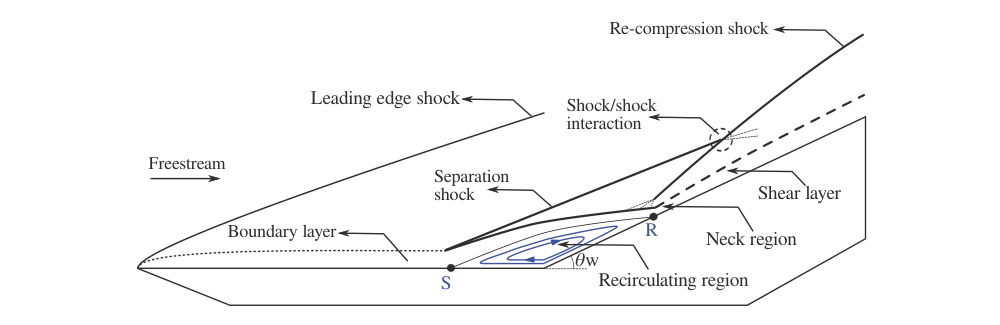 Re-compression shock
Leading edge shock
Shock/shock
interaction
Freestream
Separation
shock
Shear layer
Boundary layer
R
Neck region
θw
S
Recirculating region